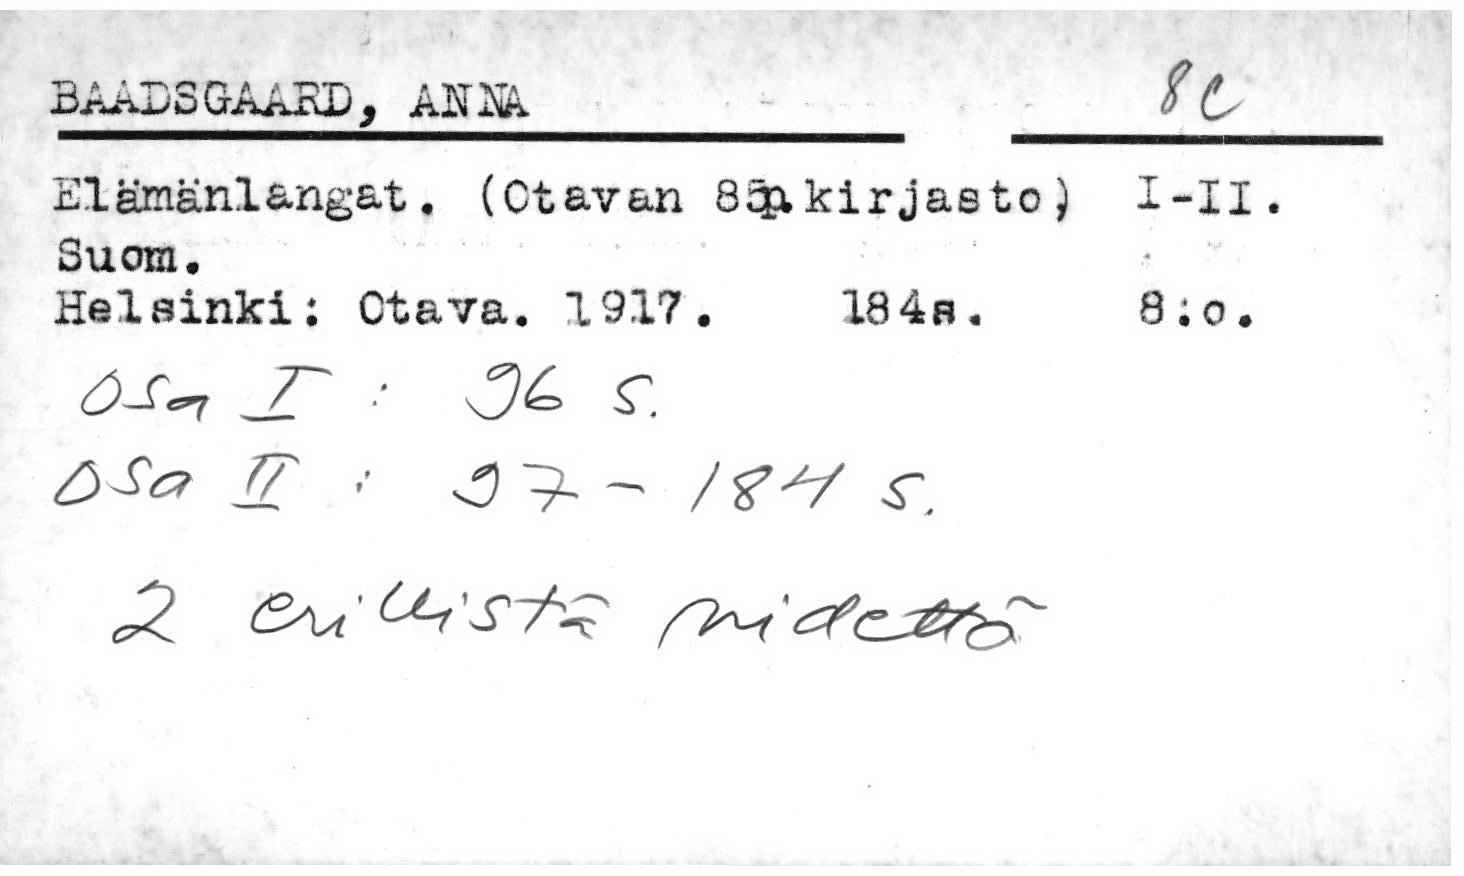 BAADSGAARD, ANNA 8C
Elämänlangat. (Otavan 85p. kirjasto) I-II.
Suom.
Helsinki: Otava. 1917. 184s. 8:o.
osa I : 96 s.
osa II : 97 - 184 s.
2 erillistä nidettä